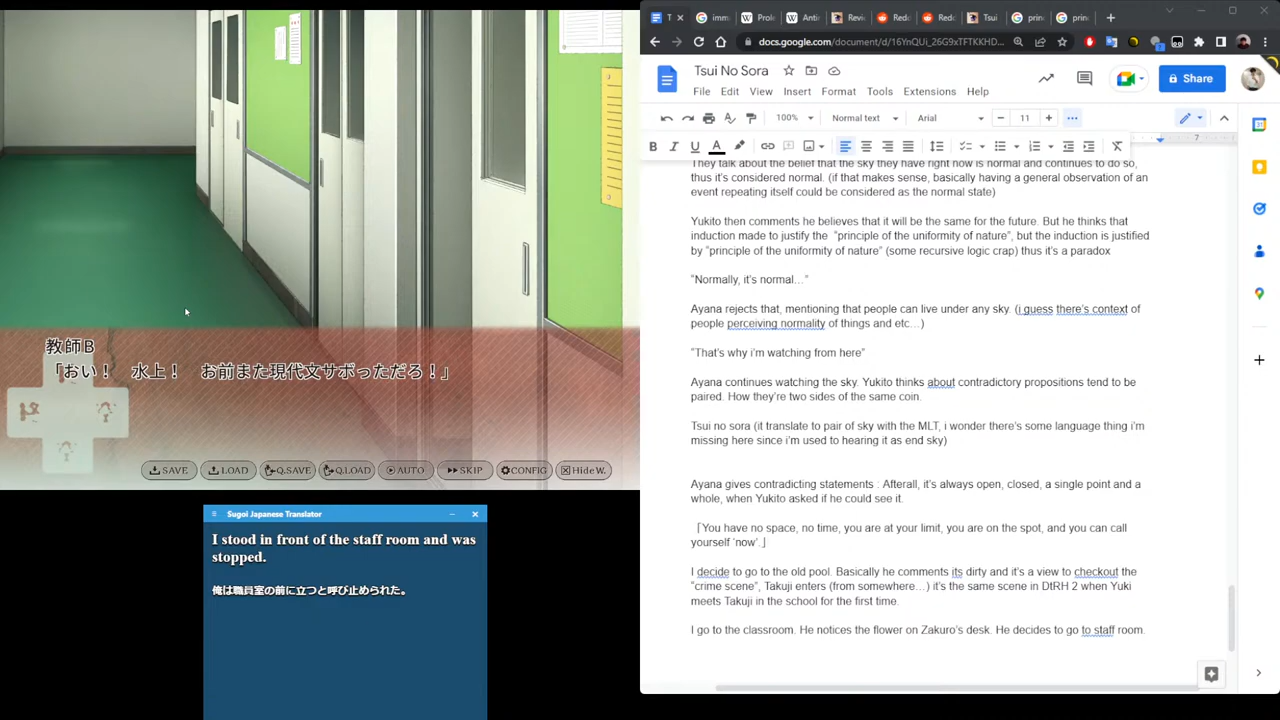 教師B
「おい！　水上！　お前また現代文サボっただろ！」
SAVE
LOAD
Q.SAVE
Q.LOAD
AUTO
SKIP
CONFIG
Hide W.
Sugoi Japanese Translator
I stood in front of the staff room and was
stopped.
俺は職員室の前に立つと呼び止められた。
docs.google.com/document/d/16YnQUi_26G9xTFTKKHD...
Tsui No Sora
Share
File Edit View Insert Format Tools Extensions Help
100% Normal text Arial 11
7
They talk about the belief that the sky they have right now is normal and continues to do so,
thus it's considered normal. (if that makes sense, basically having a general observation of an
event repeating itself could be considered as the normal state)
Yukito then comments he believes that it will be the same for the future. But he thinks that
induction made to justify the "principle of the uniformity of nature", but the induction is justified
by "principle of the uniformity of nature" (some recursive logic crap) thus it's a paradox
"Normally, it's normal…"
Ayana rejects that, mentioning that people can live under any sky. (i guess there's context of
people perceiving normality of things and etc…)
"That's why i'm watching from here"
Ayana continues watching the sky. Yukito thinks about contradictory propositions tend to be
paired. How they're two sides of the same coin.
Tsui no sora (it translate to pair of sky with the MLT, i wonder there's some language thing i'm
missing here since i'm used to hearing it as end sky)
Ayana gives contradicting statements : Afterall, it's always open, closed, a single point and a
whole, when Yukito asked if he could see it.
「You have no space, no time, you are at your limit, you are on the spot, and you can call
yourself 'now'.」
I decide to go to the old pool. Basically he comments its dirty and it's a view to checkout the
"crime scene", Takuji enters (from somewhere…) it's the same scene in DtRH 2 when Yuki
meets Takuji in the school for the first time.
I go to the classroom. He notices the flower on Zakuro's desk. He decides to go to staff room.